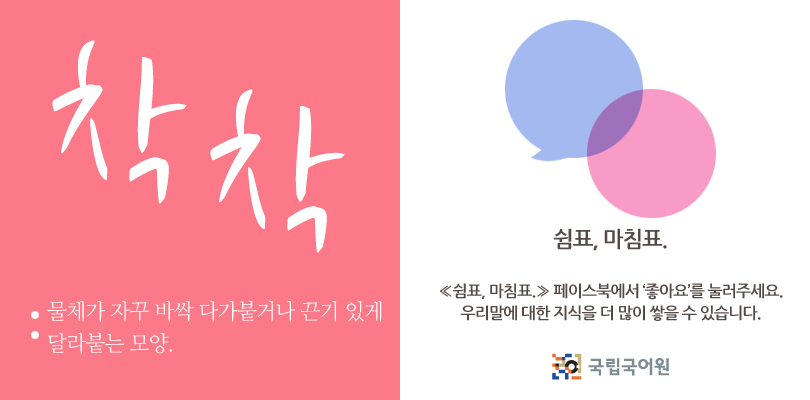 착착
: 물체가 자꾸 바싹 다가붙거나 끈기 있게
달라붙는 모양.
쉼표, 마침표.
≪쉼표, 마침표.≫ 페이스북에서 '좋아요'를 눌러주세요.
우리말에 대한 지식을 더 많이 쌓을 수 있습니다.
국립국어원